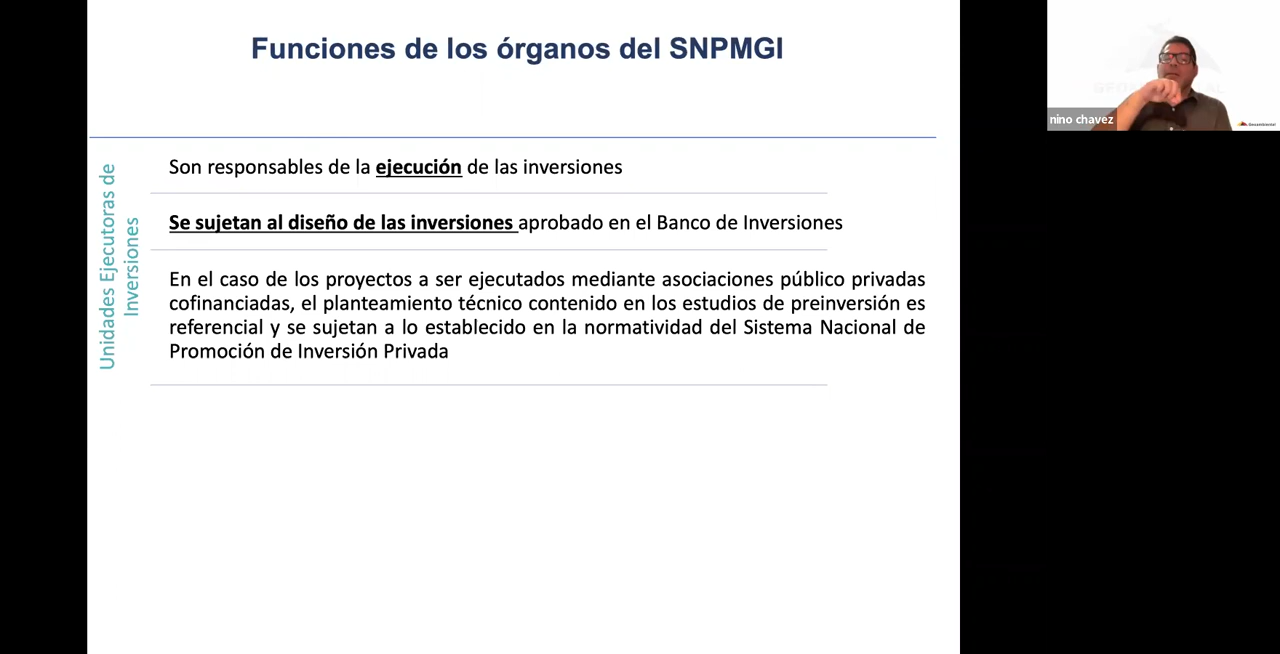 Funciones de los órganos del SNPMGI
Unidades Ejecutoras de
Inversiones
Son responsables de la ejecución de las inversiones
Se sujetan al diseño de las inversiones aprobado en el Banco de Inversiones
En el caso de los proyectos a ser ejecutados mediante asociaciones público privadas
cofinanciadas, el planteamiento técnico contenido en los estudios de preinversión es
referencial y se sujetan a lo establecido en la normatividad del Sistema Nacional de
Promoción de Inversión Privada
nino chavez